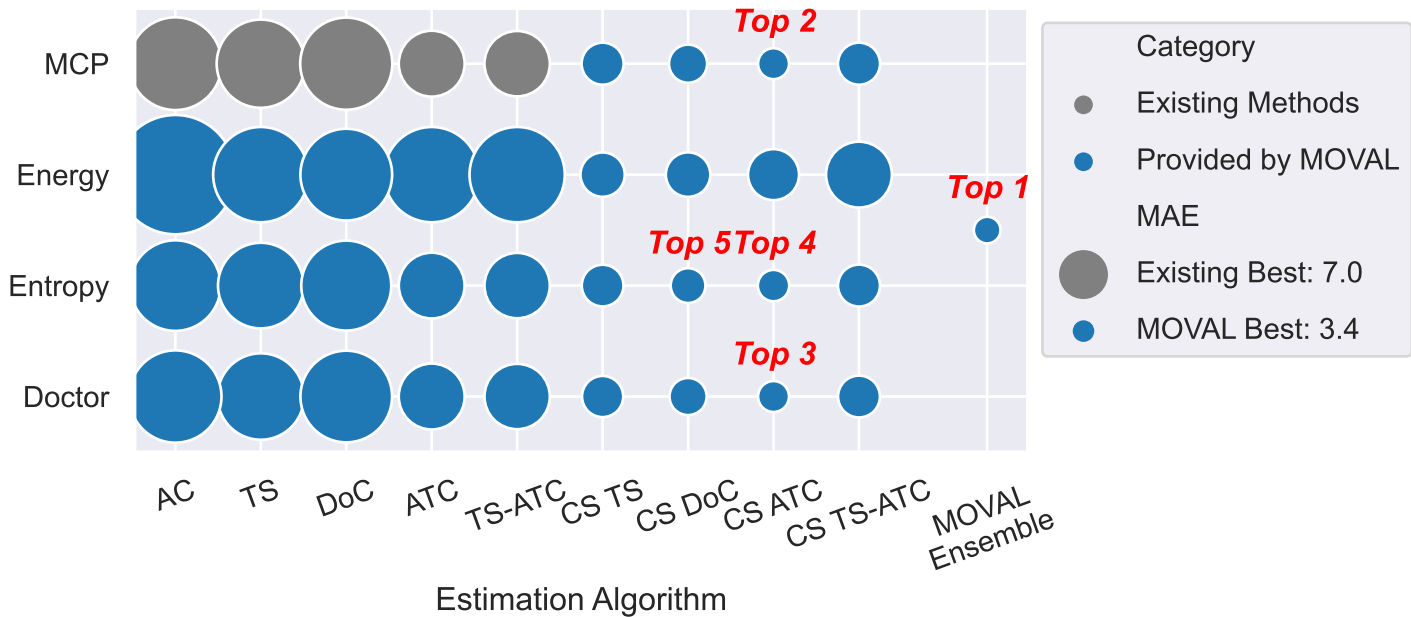 Top 2
MCP
Energy
Top 1
Top 5 Top 4
Entropy
Top 3
Doctor
AC
TS
DoC
ATC
TS-ATC
CS TS
CS DoC
CS ATC
CS TS-ATC
MOVAL
Ensemble
Estimation Algorithm
Category
Existing Methods
Provided by MOVAL
MAE
Existing Best: 7.0
MOVAL Best: 3.4